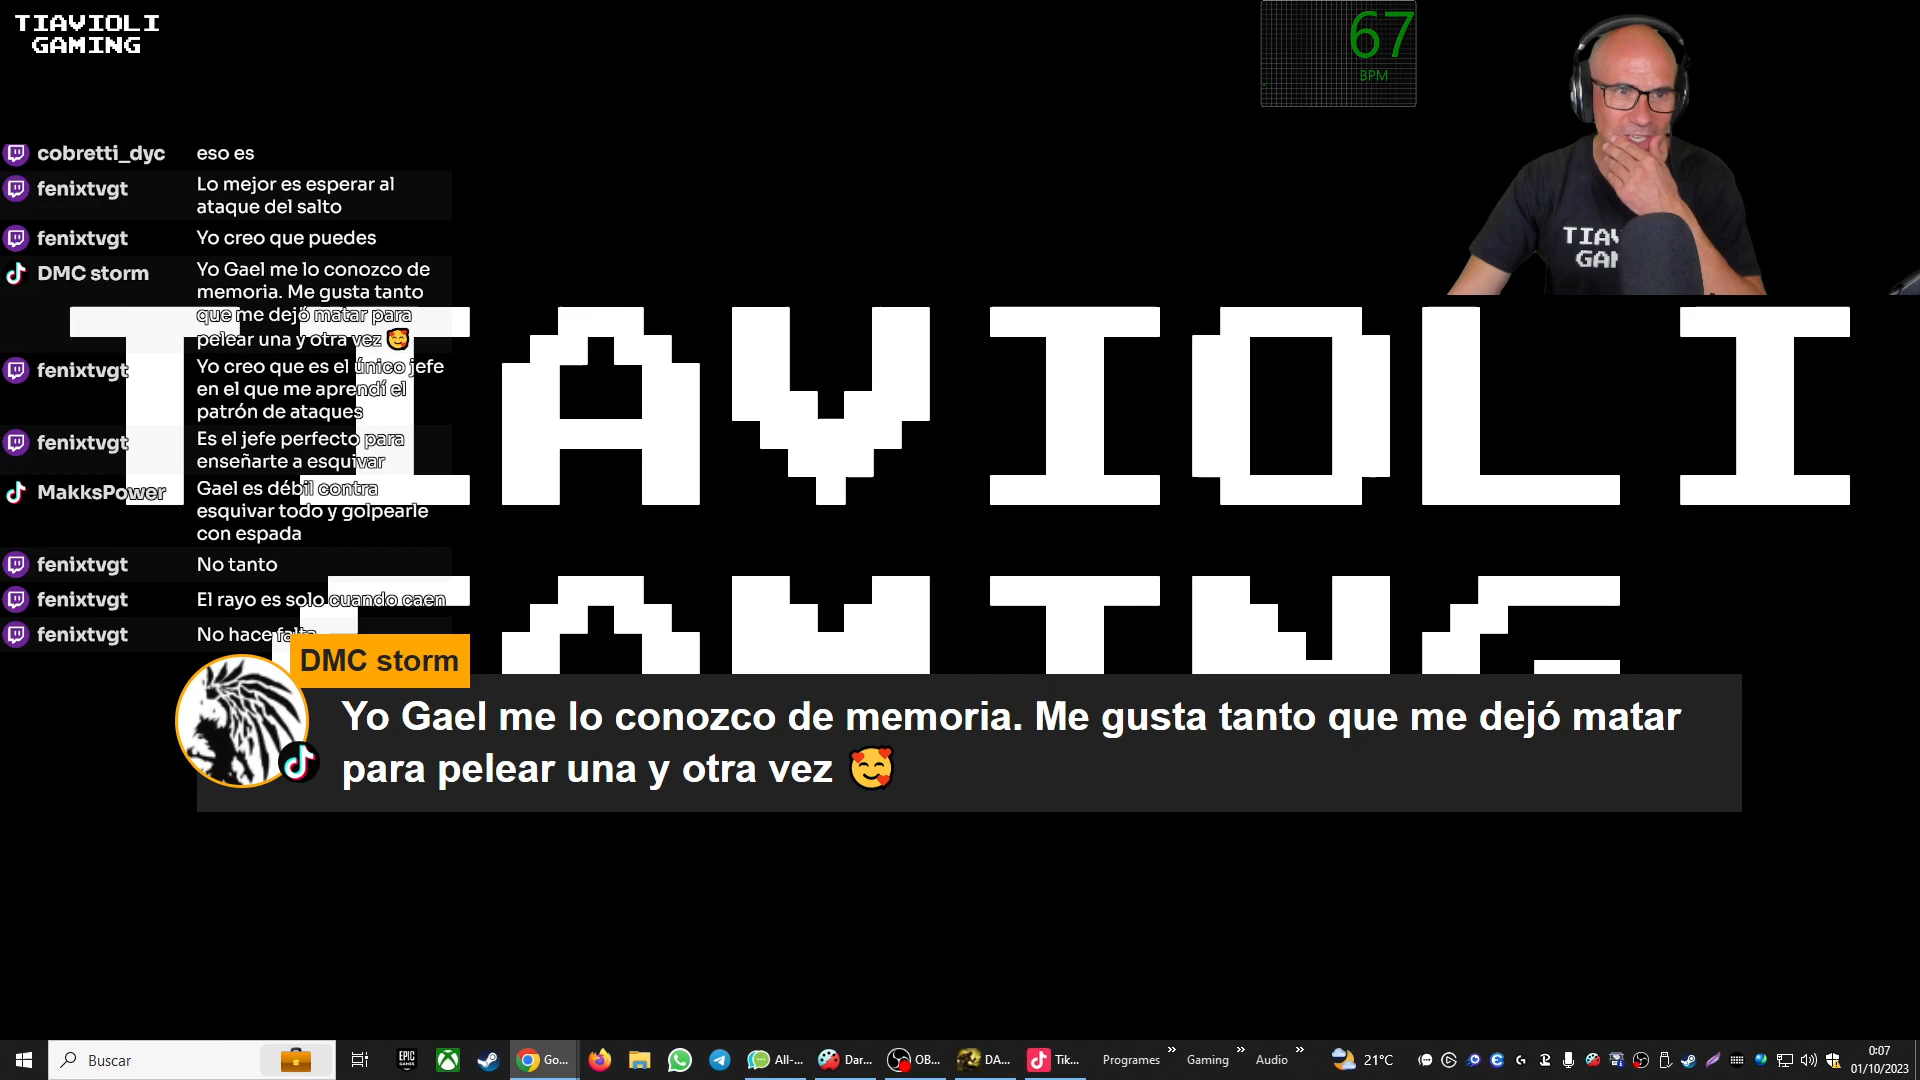 TIAVIOLI
GAMING
67
BPM
TIAV
GAM
cobretti_dyc eso es
fenixtvgt Lo mejor es esperar al
ataque del salto
fenixtvgt Yo creo que puedes
DMC storm Yo Gael me lo conozco de
memoria. Me gusta tanto
que me dejó matar para
pelear una y otra vez 🥰
fenixtvgt Yo creo que es el único jefe
en el que me aprendí el
patrón de ataques
fenixtvgt Es el jefe perfecto para
enseñarte a esquivar
MakksPower Gael es débil contra
esquivar todo y golpearle
con espada
fenixtvgt No tanto
fenixtvgt El rayo es solo cuando caen
fenixtvgt No hace falta
TIAVIOLI
GAMING
DMC storm
Yo Gael me lo conozco de memoria. Me gusta tanto que me dejó matar
para pelear una y otra vez 🥰
Buscar
EPIC
GAMES
Go...
All-...
Dar...
OB...
DA...
Tik...
Programes
Gaming
Audio
21°C
0:07
01/10/2023